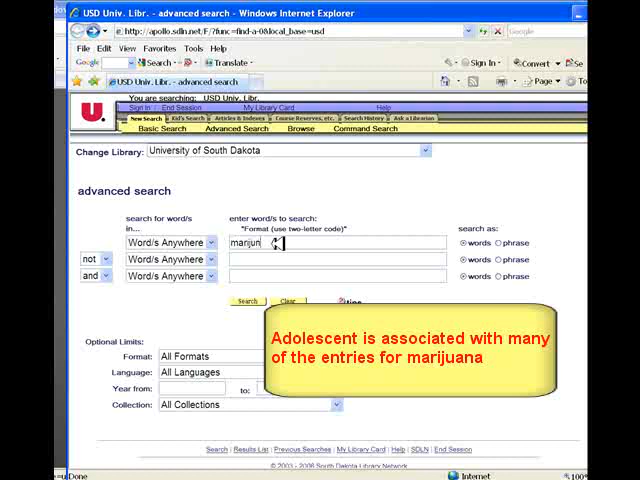 USD Univ. Libr. - advanced search - Windows Internet Explorer
http://apollo.sdln.net/F/?func=find-a-0&local_base=usd
File Edit View Favorites Tools Help
Google Search Translate Sign In Convert Select
USD Univ. Libr. - advanced search Page
You are searching: USD Univ. Libr.
Sign In / End Session My Library Card Help
New Search Kid's Search Articles & Indexes Course Reserves, etc. Search History Ask a Librarian
Basic Search Advanced Search Browse Command Search
U.
Change Library: University of South Dakota
advanced search
search for word/s in... enter word/s to search: search as:
"Format (use two-letter code)"
Word/s Anywhere marijun words phrase
not Word/s Anywhere words phrase
and Word/s Anywhere words phrase
Search Clear tips
Adolescent is associated with many
of the entries for marijuana
Optional Limits:
Format: All Formats
Language: All Languages
Year from: to:
Collection: All Collections
Search | Results List | Previous Searches | My Library Card | Help | SDLN | End Session
© 2003 - 2006 South Dakota Library Network
Done Internet 100%